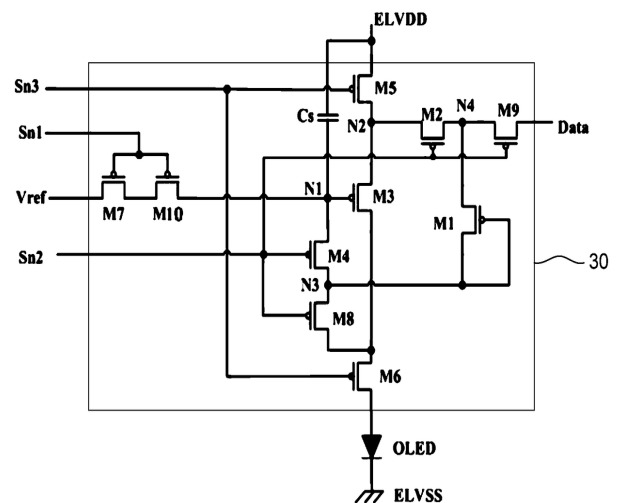 ELVDD
Sn3
M5
Cs
N2
M2
N4
M9
Data
Sn1
Vref
M7
M10
N1
M3
M1
Sn2
M4
N3
M8
30
M6
OLED
ELVSS